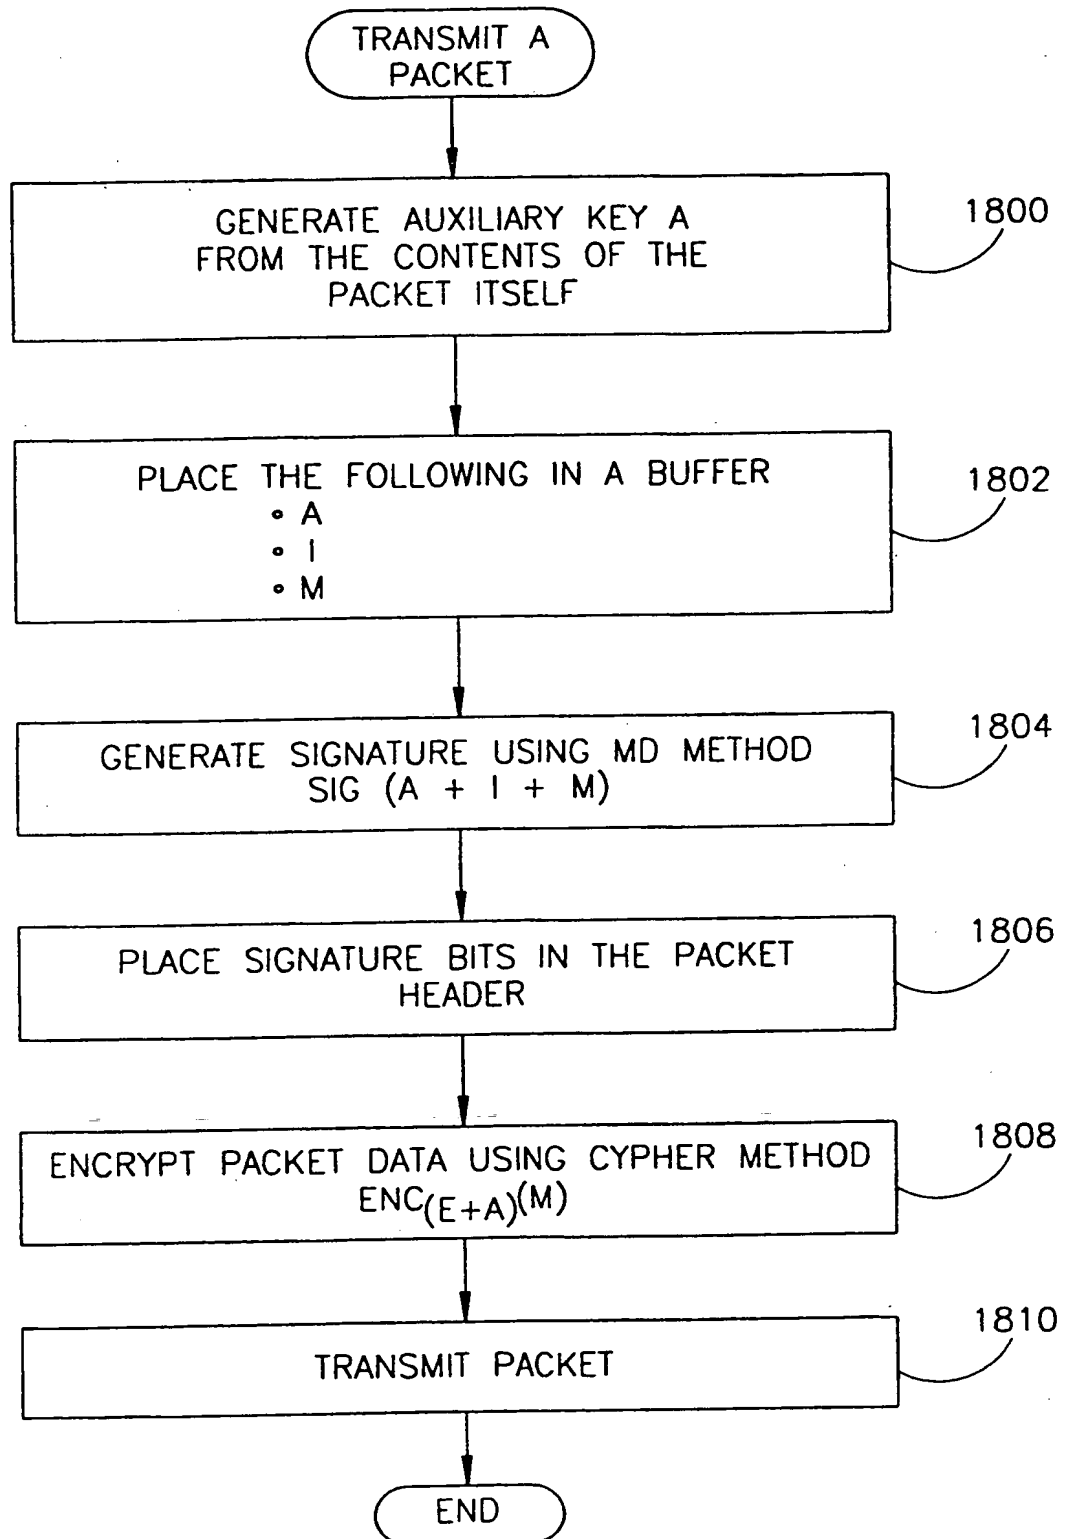 TRANSMIT A
PACKET
GENERATE AUXILIARY KEY A
FROM THE CONTENTS OF THE
PACKET ITSELF
1800
PLACE THE FOLLOWING IN A BUFFER
• A
• I
• M
1802
GENERATE SIGNATURE USING MD METHOD
SIG (A + I + M)
1804
PLACE SIGNATURE BITS IN THE PACKET
HEADER
1806
ENCRYPT PACKET DATA USING CYPHER METHOD
ENC(E+A)(M)
1808
TRANSMIT PACKET
1810
END